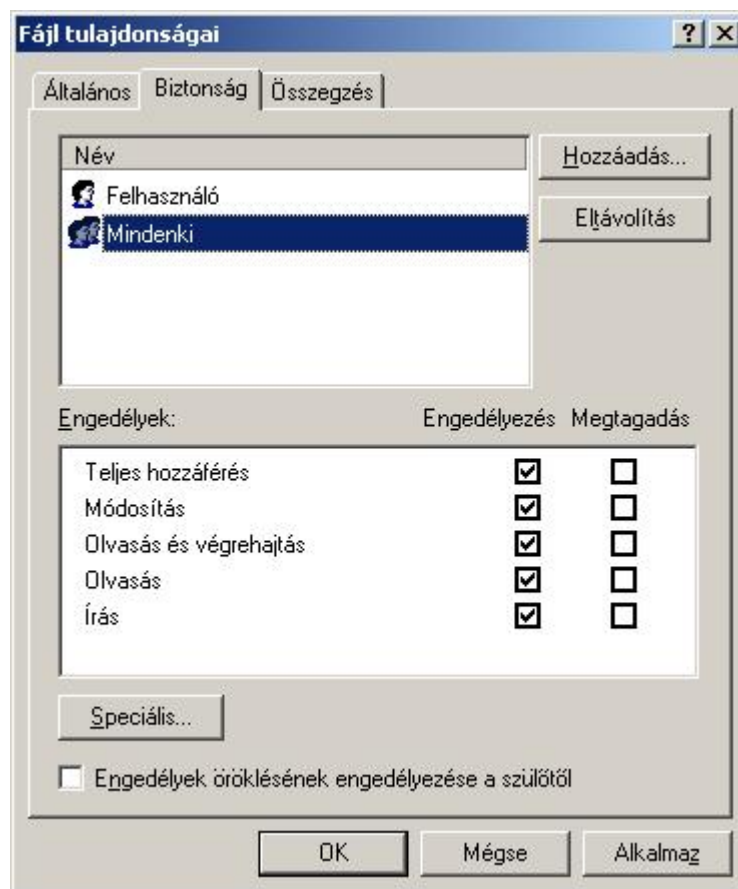 Fájl tulajdonságai
Általános Biztonság Összegzés
Név
Felhasználó
Mindenki
Hozzáadás...
Eltávolítás
Engedélyek: Engedélyezés Megtagadás
Teljes hozzáférés
Módosítás
Olvasás és végrehajtás
Olvasás
Írás
Speciális...
Engedélyek öröklésének engedélyezése a szülőtől
OK Mégse Alkalmaz